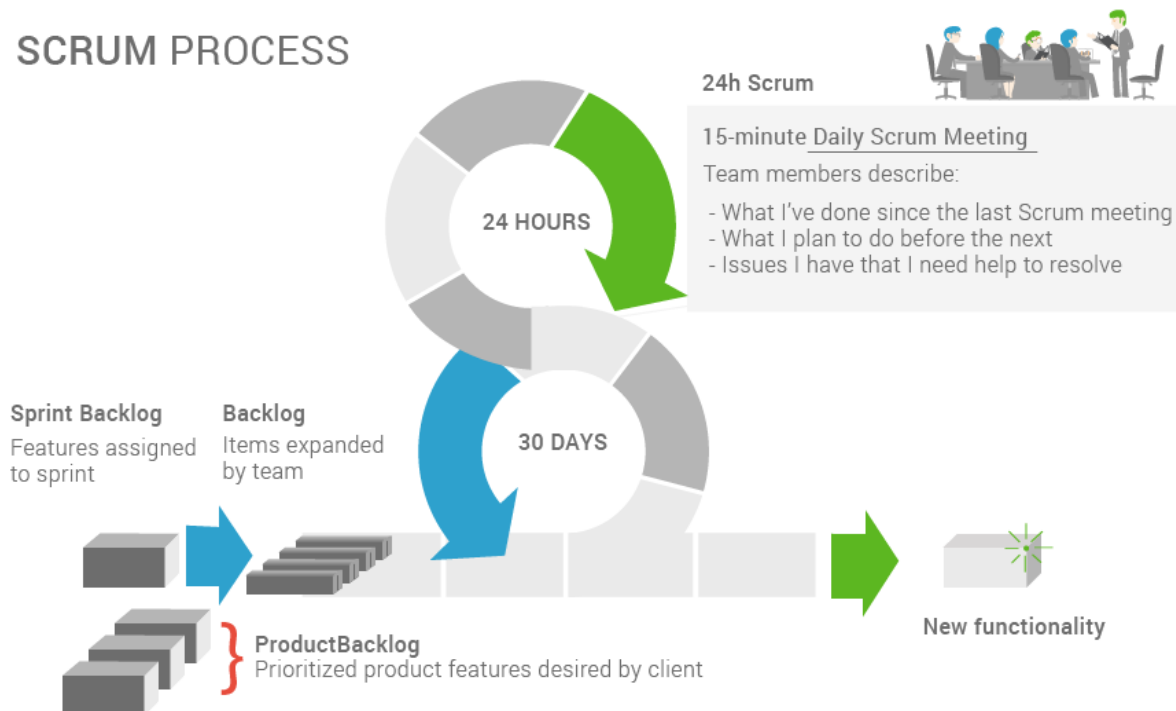 SCRUM PROCESS
24h Scrum
15-minute Daily Scrum Meeting
Team members describe:
- What I've done since the last Scrum meeting
- What I plan to do before the next
- Issues I have that I need help to resolve
24 HOURS
30 DAYS
Sprint Backlog
Features assigned
to sprint
Backlog
Items expanded
by team
ProductBacklog
Prioritized product features desired by client
New functionality